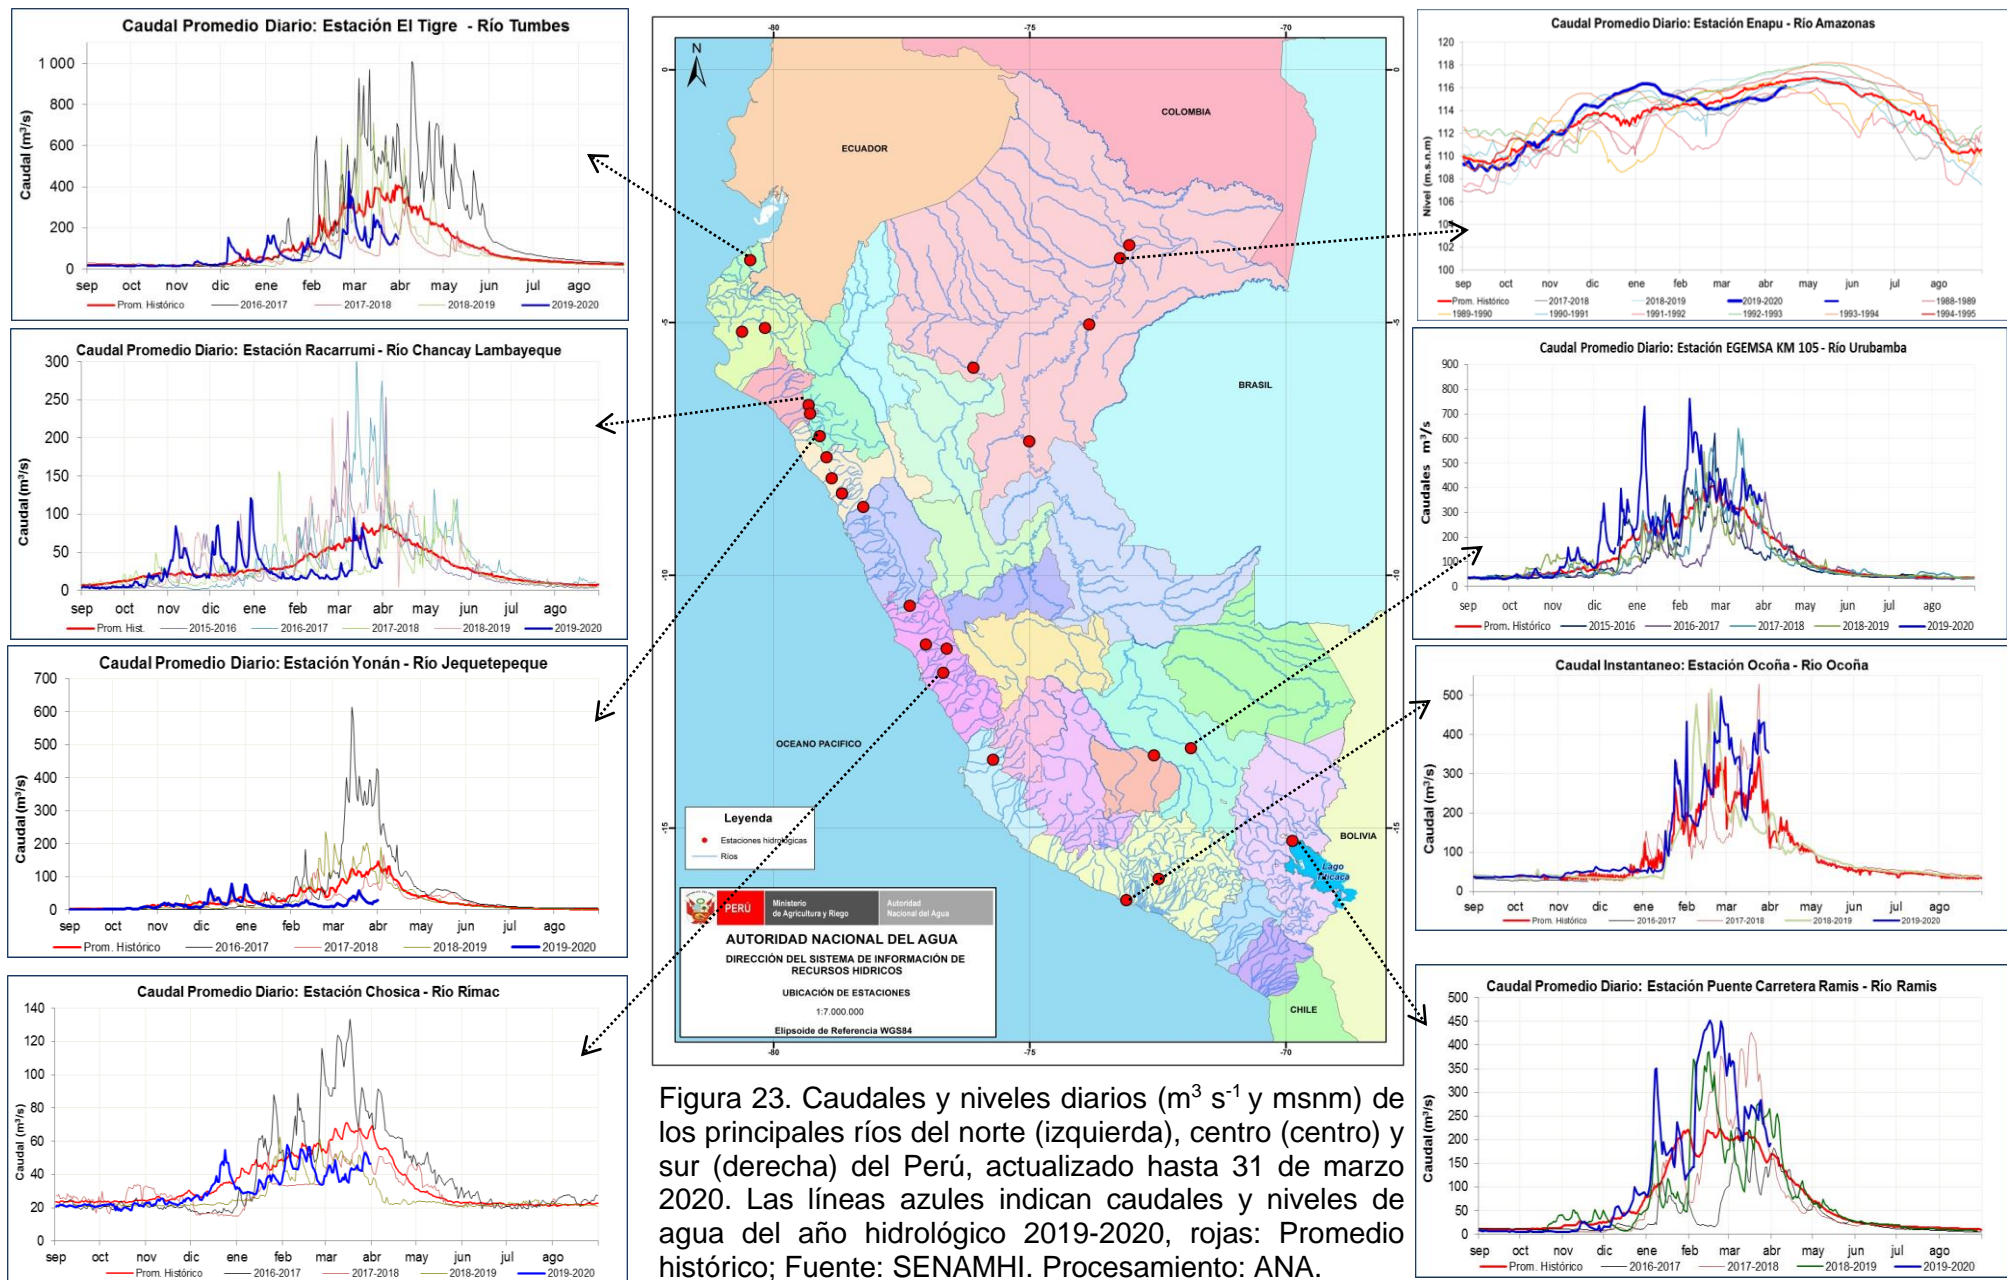 Caudal Promedio Diario: Estación El Tigre - Río Tumbes
Caudal (m³/s)
1 000
800
600
400
200
0
sep oct nov dic ene feb mar abr may jun jul ago
Prom. Histórico 2016-2017 2017-2018 2018-2019 2019-2020
Caudal Promedio Diario: Estación Racarrumi - Río Chancay Lambayeque
Caudal (m³/s)
300
250
200
150
100
50
0
sep oct nov dic ene feb mar abr may jun jul ago
Prom. Hist. 2015-2016 2016-2017 2017-2018 2018-2019 2019-2020
Caudal Promedio Diario: Estación Yonán - Río Jequetepeque
Caudal (m³/s)
700
600
500
400
300
200
100
0
sep oct nov dic ene feb mar abr may jun jul ago
Prom. Histórico 2016-2017 2017-2018 2018-2019 2019-2020
Caudal Promedio Diario: Estación Chosica - Río Rímac
Caudal (m³/s)
140
120
100
80
60
40
20
0
sep oct nov dic ene feb mar abr may jun jul ago
Prom. Histórico 2016-2017 2017-2018 2018-2019 2019-2020
-80 -75 -70
N
0
-5
-10
-15
0
-5
-10
-15
COLOMBIA
ECUADOR
BRASIL
OCEANO PACIFICO
BOLIVIA
Lago
Titicaca
CHILE
Leyenda
Estaciones hidrológicas
Ríos
PERÚ
Ministerio
de Agricultura y Riego
Autoridad
Nacional del Agua
AUTORIDAD NACIONAL DEL AGUA
DIRECCIÓN DEL SISTEMA DE INFORMACIÓN DE
RECURSOS HIDRICOS
UBICACIÓN DE ESTACIONES
1:7.000.000
Elipsoide de Referencia WGS84
-80 -75 -70
Figura 23. Caudales y niveles diarios (m³ s⁻¹ y msnm) de
los principales ríos del norte (izquierda), centro (centro) y
sur (derecha) del Perú, actualizado hasta 31 de marzo
2020. Las líneas azules indican caudales y niveles de
agua del año hidrológico 2019-2020, rojas: Promedio
histórico; Fuente: SENAMHI. Procesamiento: ANA.
Caudal Promedio Diario: Estación Enapu - Río Amazonas
Nivel (m.s.n.m)
120
118
116
114
112
110
108
106
104
102
100
sep oct nov dic ene feb mar abr may jun jul ago
Prom. Histórico 2017-2018 2018-2019 2019-2020 1988-1989
1989-1990 1990-1991 1991-1992 1992-1993 1993-1994 1994-1995
Caudal Promedio Diario: Estación EGEMSA KM 105 - Río Urubamba
Caudales m³/s
900
800
700
600
500
400
300
200
100
0
sep oct nov dic ene feb mar abr may jun jul ago
Prom. Histórico 2015-2016 2016-2017 2017-2018 2018-2019 2019-2020
Caudal Instantaneo: Estación Ocoña - Río Ocoña
Caudal (m³/s)
500
400
300
200
100
0
sep oct nov dic ene feb mar abr may jun jul ago
Prom. Histórico 2016-2017 2017-2018 2018-2019 2019-2020
Caudal Promedio Diario: Estación Puente Carretera Ramis - Río Ramis
Caudal (m³/s)
500
450
400
350
300
250
200
150
100
50
0
sep oct nov dic ene feb mar abr may jun jul ago
Prom. Histórico 2016-2017 2017-2018 2018-2019 2019-2020